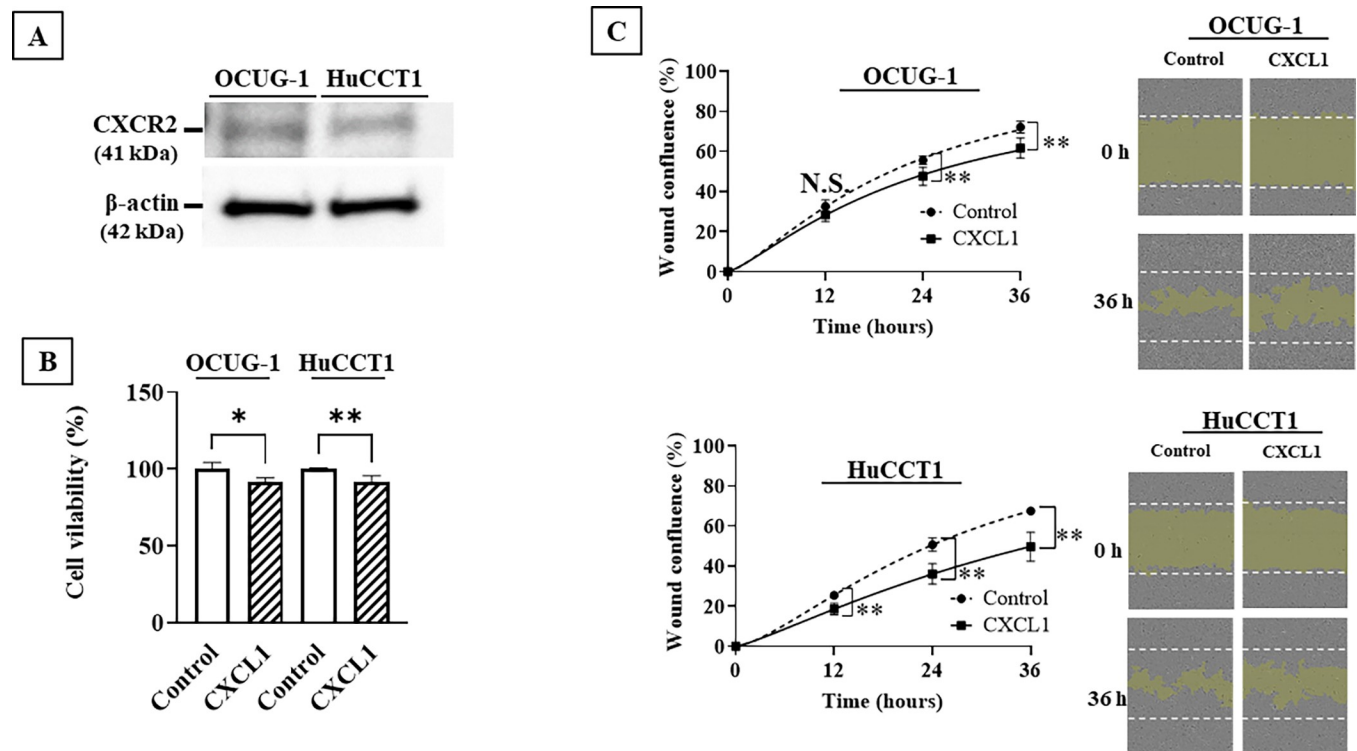 A
OCUG-1 HuCCT1
CXCR2
(41 kDa)
β-actin
(42 kDa)
B
OCUG-1 HuCCT1
Cell vilability (%)
150
100
50
0
* **
Control CXCL1 Control CXCL1
C
OCUG-1
Wound confluence (%)
100
80
60
40
20
0
N.S.
**
**
Control
CXCL1
0 12 24 36
Time (hours)
OCUG-1
Control CXCL1
0 h
36 h
HuCCT1
Wound confluence (%)
100
80
60
40
20
0
**
**
**
Control
CXCL1
0 12 24 36
Time (hours)
HuCCT1
Control CXCL1
0 h
36 h